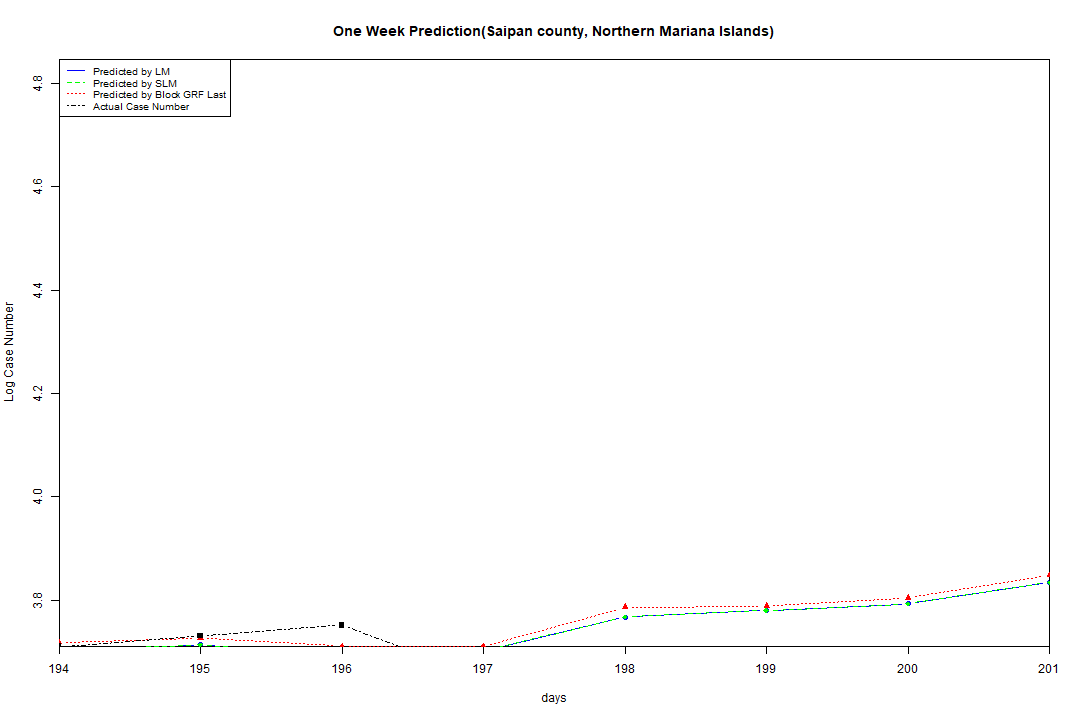 One Week Prediction(Saipan county, Northern Mariana Islands)
Predicted by LM
Predicted by SLM
Predicted by Block GRF Last
Actual Case Number
Log Case Number
4.8
4.6
4.4
4.2
4.0
3.8
194 195 196 197 198 199 200 201
days